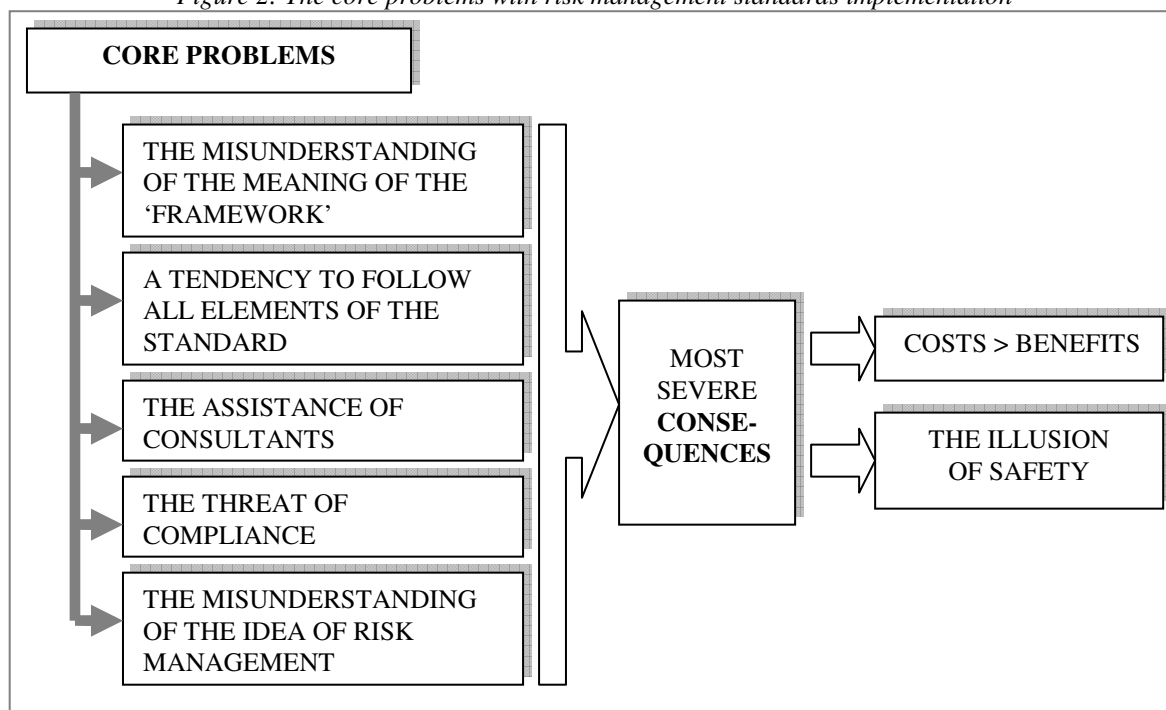 Figure 2: The core problems with risk management standards implementation
CORE PROBLEMS
THE MISUNDERSTANDING
OF THE MEANING OF THE
‘FRAMEWORK’
A TENDENCY TO FOLLOW
ALL ELEMENTS OF THE
STANDARD
THE ASSISTANCE OF
CONSULTANTS
THE THREAT OF
COMPLIANCE
THE MISUNDERSTANDING
OF THE IDEA OF RISK
MANAGEMENT
MOST
SEVERE
CONSE-
QUENCES
COSTS > BENEFITS
THE ILLUSION
OF SAFETY